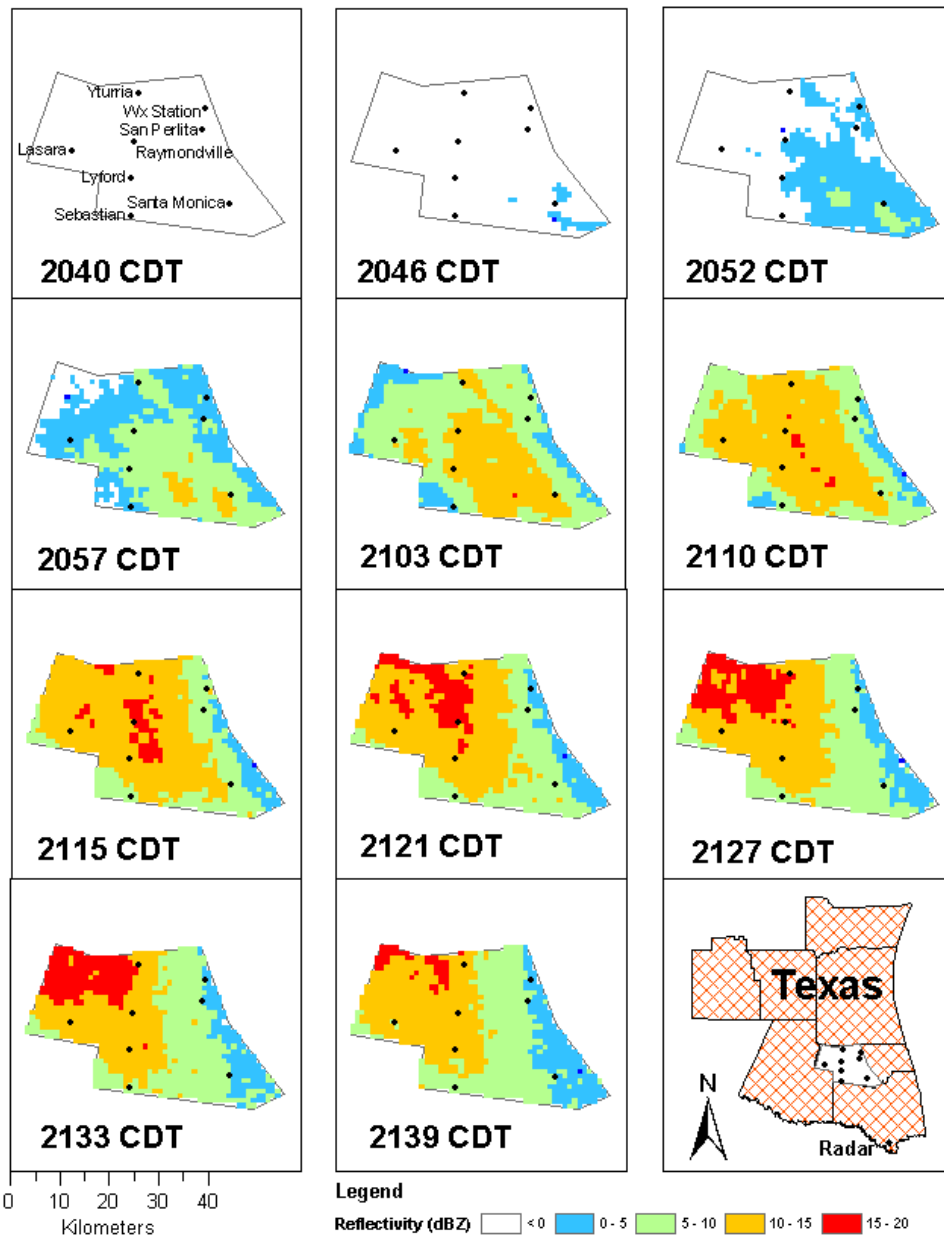 Yturria
Wx Station
San Perlita
Lasara
Raymondville
Lyford
Santa Monica
Sebastian
2040 CDT
2046 CDT
2052 CDT
2057 CDT
2103 CDT
2110 CDT
2115 CDT
2121 CDT
2127 CDT
2133 CDT
2139 CDT
Texas
N
Radar
0 10 20 30 40
Kilometers
Legend
Reflectivity (dBZ) < 0 0 - 5 5 - 10 10 - 15 15 - 20